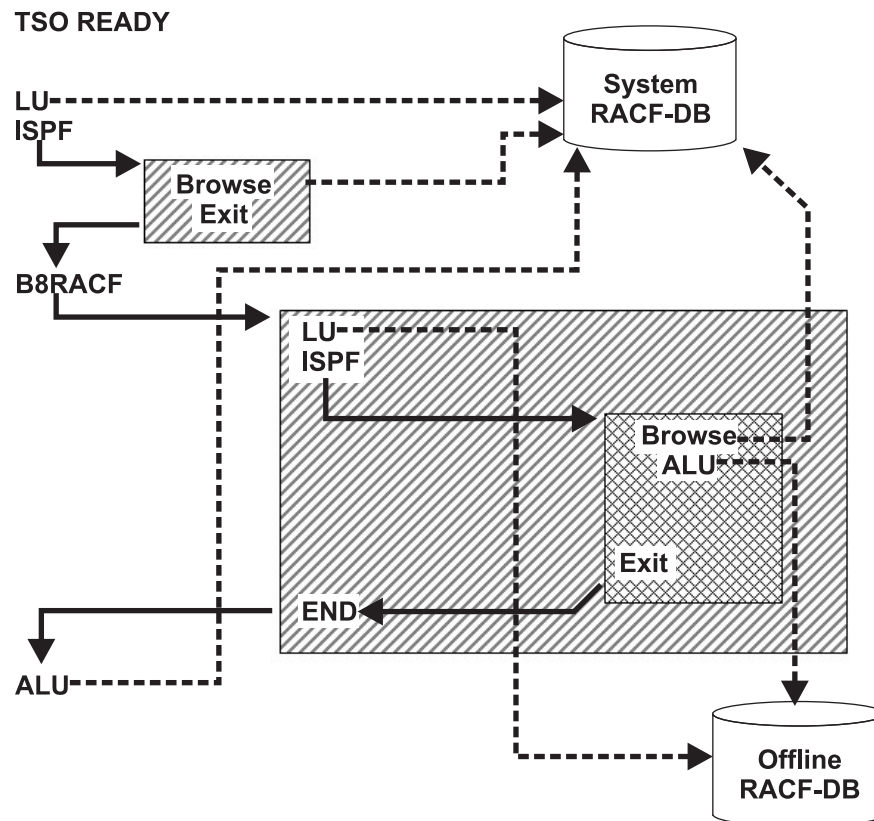 TSO READY
System
RACF-DB
LU
ISPF
Browse
Exit
B8RACF
LU
ISPF
Browse
ALU
Exit
END
ALU
Offline
RACF-DB